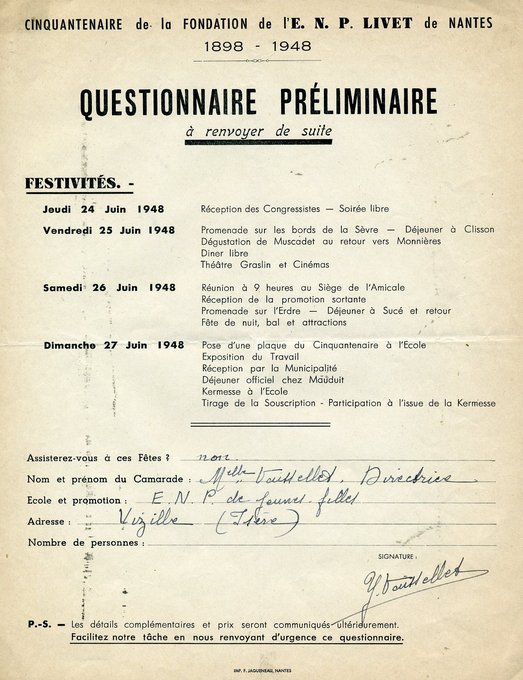 CINQUANTENAIRE de la FONDATION de l'E. N. P. LIVET de NANTES
1898 - 1948
QUESTIONNAIRE PRÉLIMINAIRE
à renvoyer de suite
FESTIVITÉS. -
Jeudi 24 Juin 1948 Réception des Congressistes — Soirée libre
Vendredi 25 Juin 1948 Promenade sur les bords de la Sèvre — Déjeuner à Clisson
Dégustation de Muscadet au retour vers Monnières
Diner libre
Théâtre Graslin et Cinémas
Samedi 26 Juin 1948 Réunion à 9 heures au Siège de l'Amicale
Réception de la promotion sortante
Promenade sur l'Erdre — Déjeuner à Sucé et retour
Fête de nuit, bal et attractions
Dimanche 27 Juin 1948 Pose d'une plaque du Cinquantenaire à l'Ecole
Exposition du Travail
Réception par la Municipalité
Déjeuner officiel chez Mauduit
Kermesse à l'Ecole
Tirage de la Souscription - Participation à l'issue de la Kermesse
Assisterez-vous à ces Fêtes ? non
Nom et prénom du Camarade : Melle Directrice
Ecole et promotion : E. N. P. de jeunes filles
Adresse : Vizille (Isère)
Nombre de personnes :
SIGNATURE :
P.-S. — Les détails complémentaires et prix seront communiqués ultérieurement.
Facilitez notre tâche en nous renvoyant d'urgence ce questionnaire.
IMP. F. JAGUENEAU, NANTES